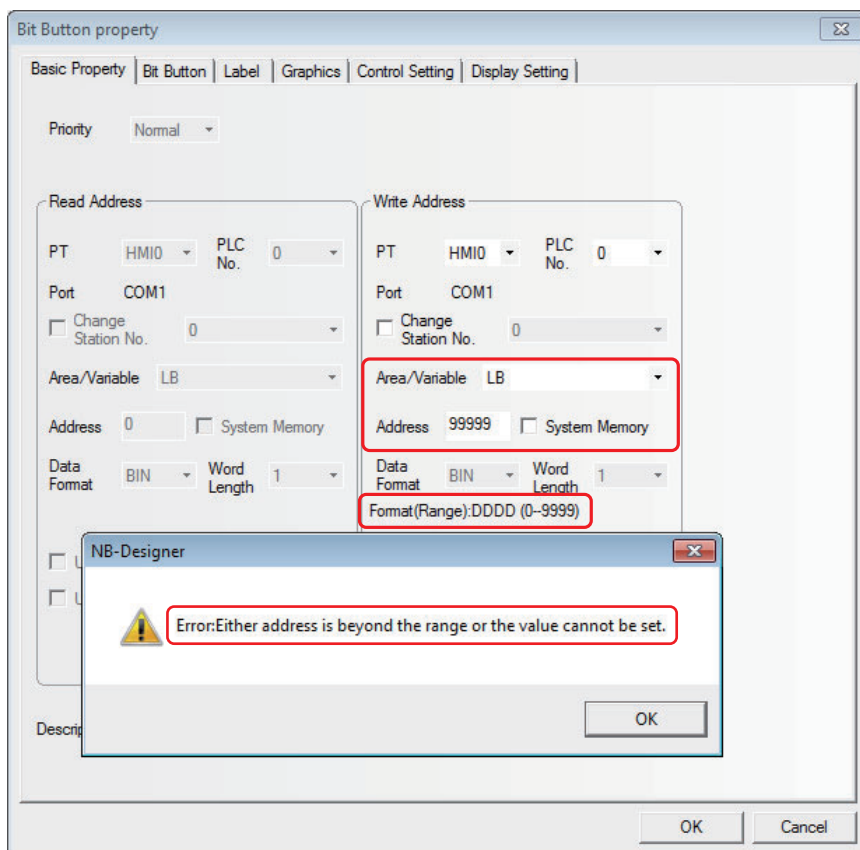 Bit Button property
Basic Property Bit Button Label Graphics Control Setting Display Setting
Priority Normal
Read Address
PT HMI0 PLC No. 0
Port COM1
Change Station No. 0
Area/Variable LB
Address 0 System Memory
Data Format BIN Word Length 1
Write Address
PT HMI0 PLC No. 0
Port COM1
Change Station No. 0
Area/Variable LB
Address 99999 System Memory
Data Format BIN Word Length 1
Format(Range):DDDD (0--9999)
NB-Designer
Error:Either address is beyond the range or the value cannot be set.
OK
OK Cancel